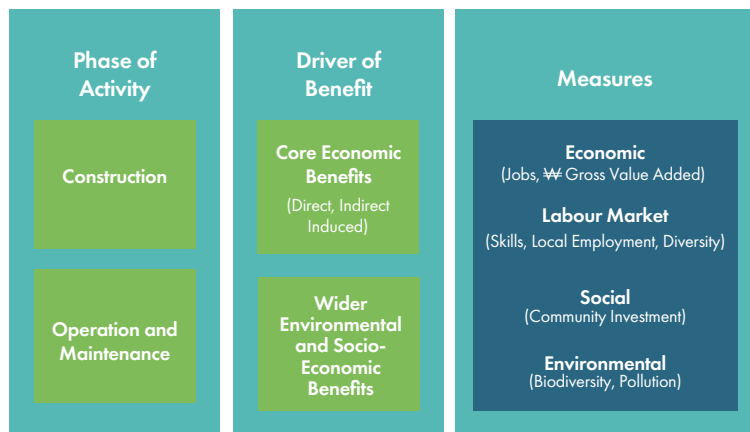 Phase of
Activity
Construction
Operation and
Maintenance
Driver of
Benefit
Core Economic
Benefits
(Direct, Indirect
Induced)
Wider
Environmental
and Socio-
Economic
Benefits
Measures
Economic
(Jobs, ₩ Gross Value Added)
Labour Market
(Skills, Local Employment, Diversity)
Social
(Community Investment)
Environmental
(Biodiversity, Pollution)